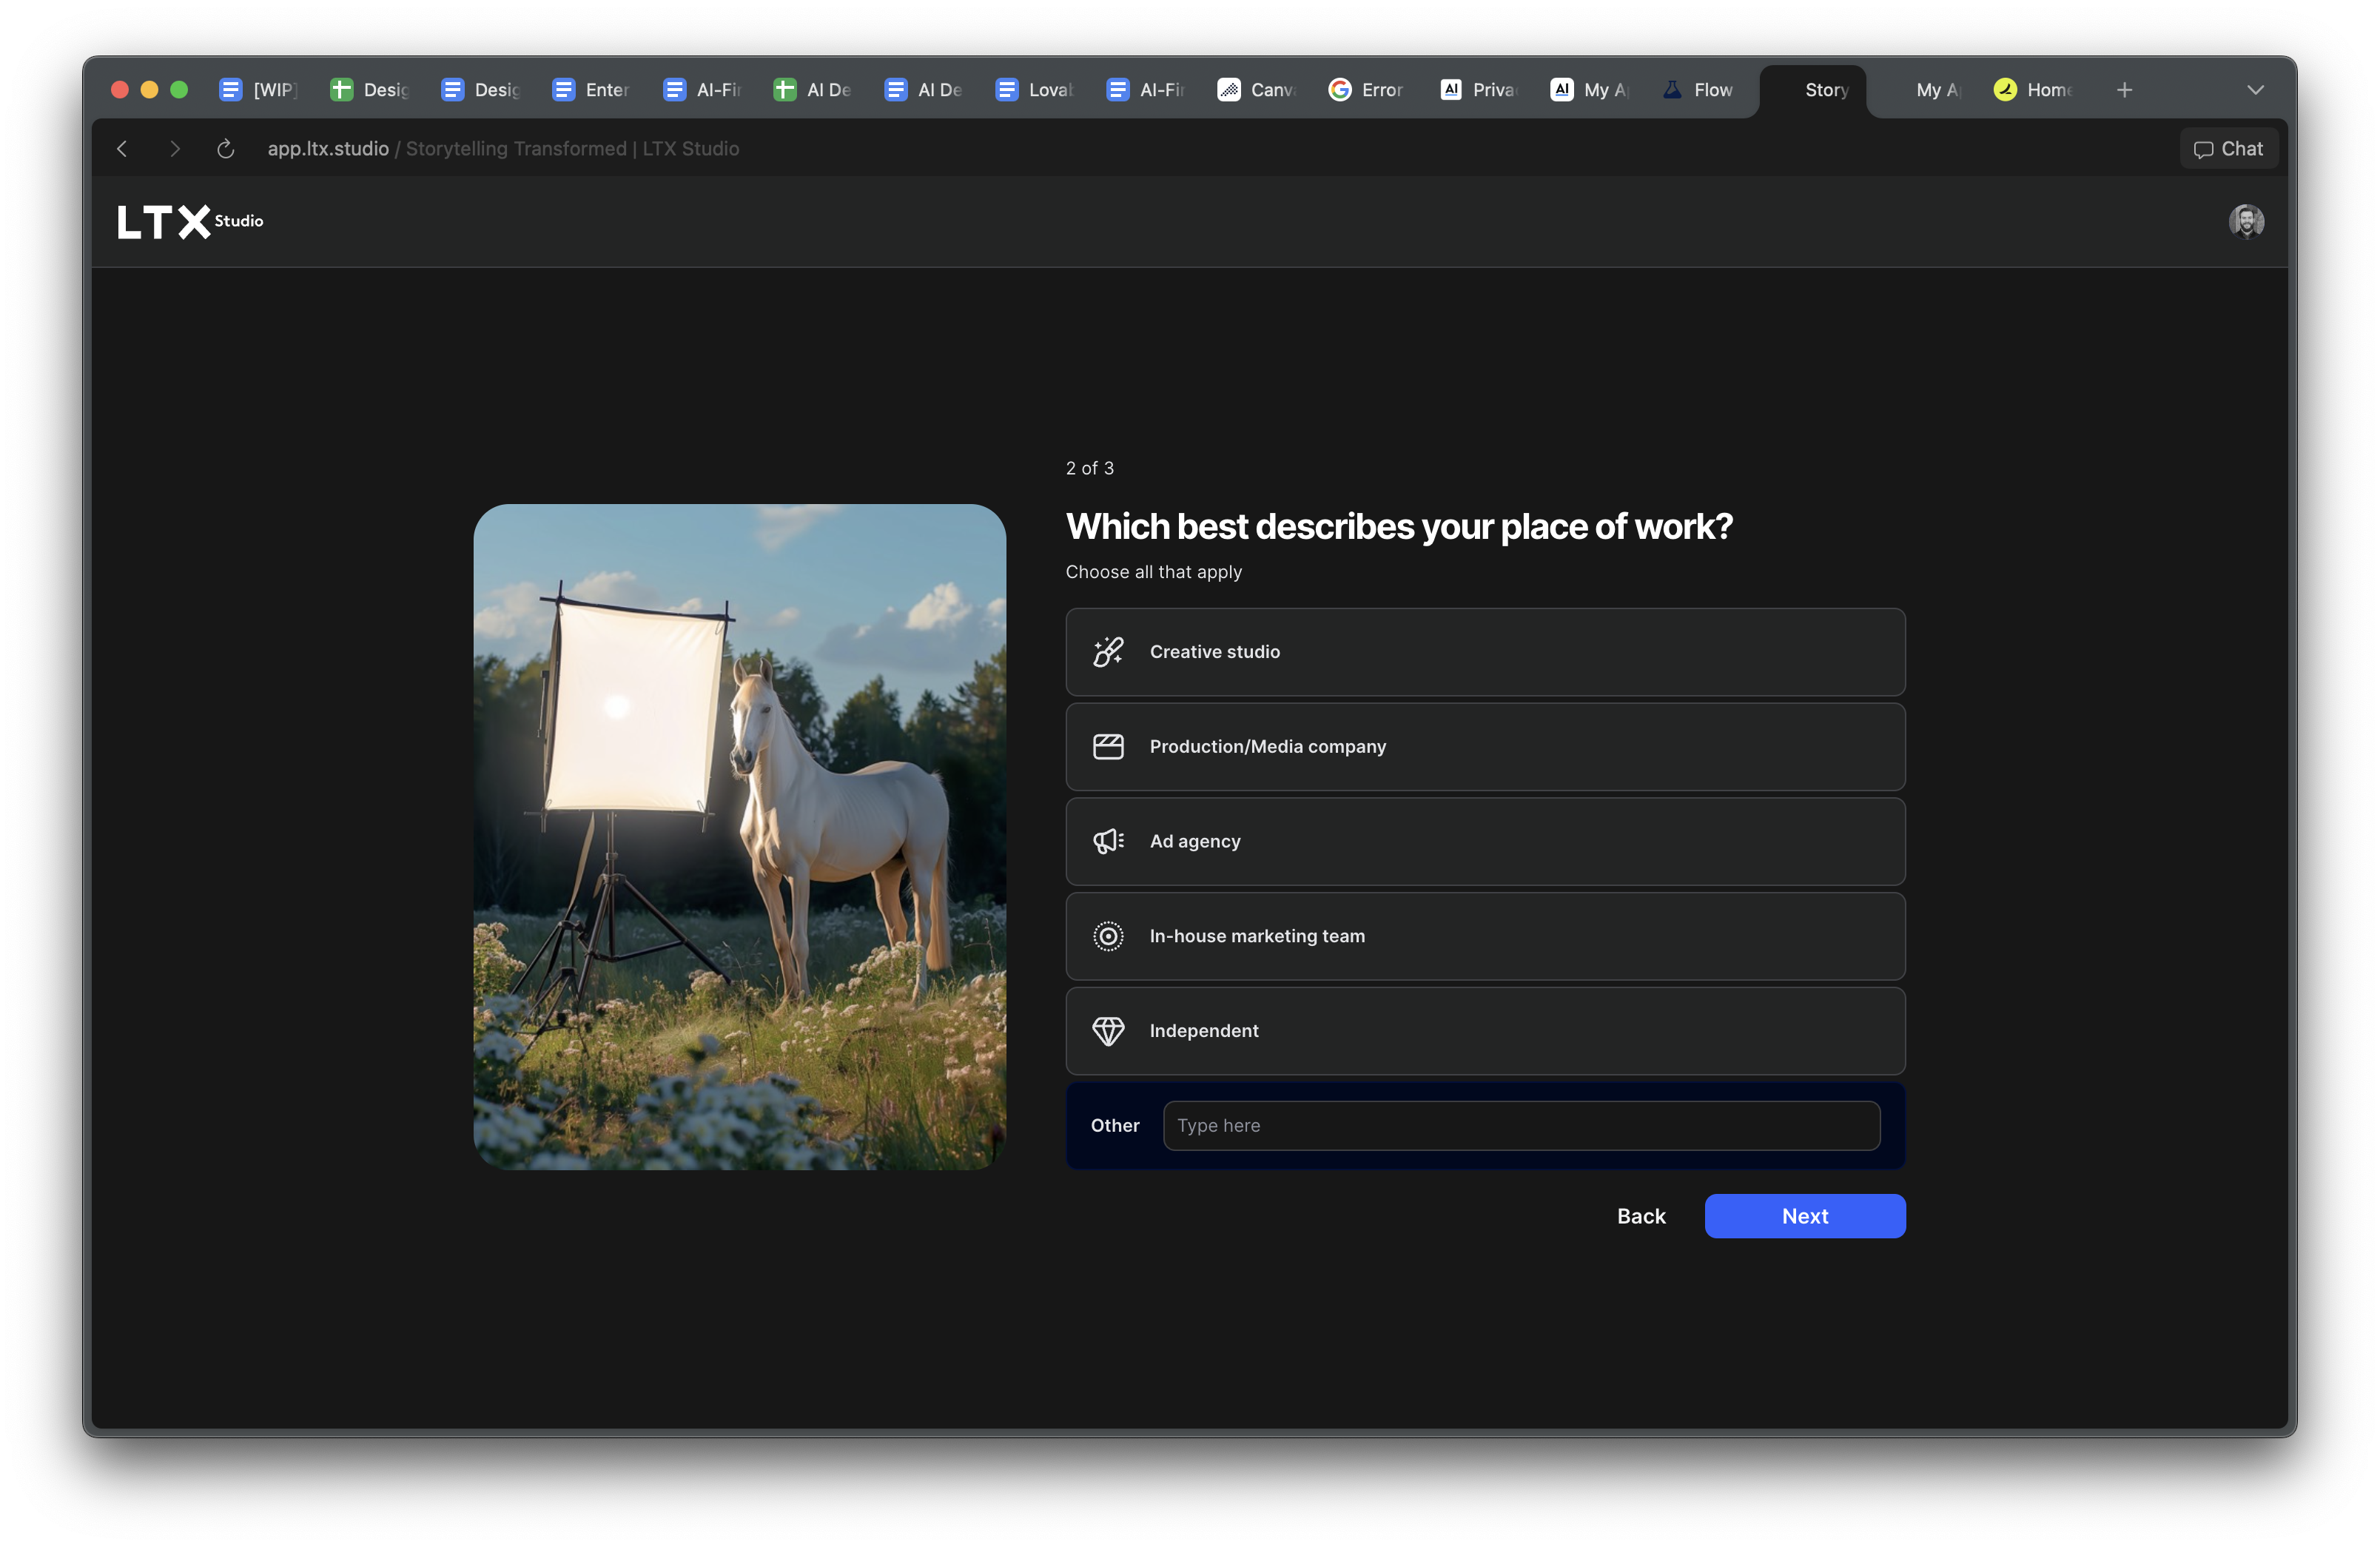 [WIP] Desig Desig Enter AI-Fir AI De AI De Lovab AI-Fir Canv Error Priva My A Flow Story My A Home
app.ltx.studio / Storytelling Transformed | LTX Studio Chat
LTX Studio
2 of 3
Which best describes your place of work?
Choose all that apply
Creative studio
Production/Media company
Ad agency
In-house marketing team
Independent
Other Type here
Back Next